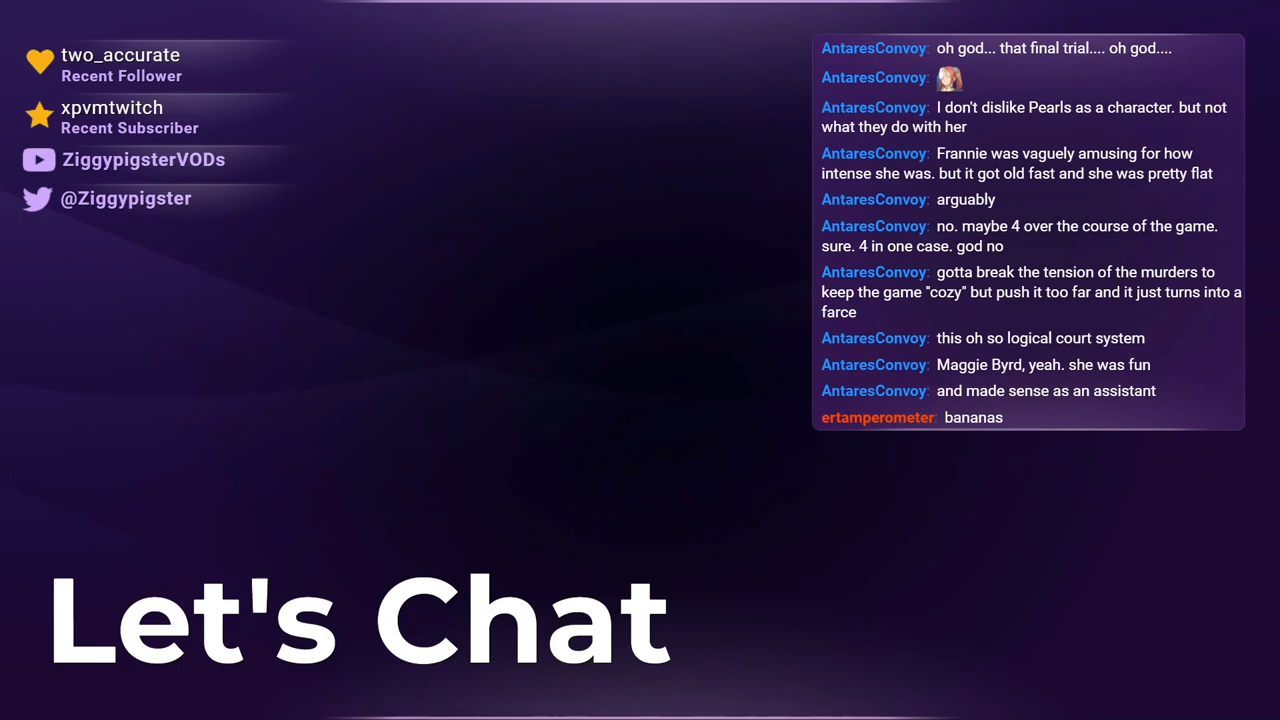 two_accurate
Recent Follower
xpvmtwitch
Recent Subscriber
ZiggypigsterVODs
@Ziggypigster
AntaresConvoy: oh god... that final trial.... oh god....
AntaresConvoy:
AntaresConvoy: I don't dislike Pearls as a character. but not
what they do with her
AntaresConvoy: Frannie was vaguely amusing for how
intense she was. but it got old fast and she was pretty flat
AntaresConvoy: arguably
AntaresConvoy: no. maybe 4 over the course of the game.
sure. 4 in one case. god no
AntaresConvoy: gotta break the tension of the murders to
keep the game "cozy" but push it too far and it just turns into a
farce
AntaresConvoy: this oh so logical court system
AntaresConvoy: Maggie Byrd, yeah. she was fun
AntaresConvoy: and made sense as an assistant
ertamperometer: bananas
Let's Chat